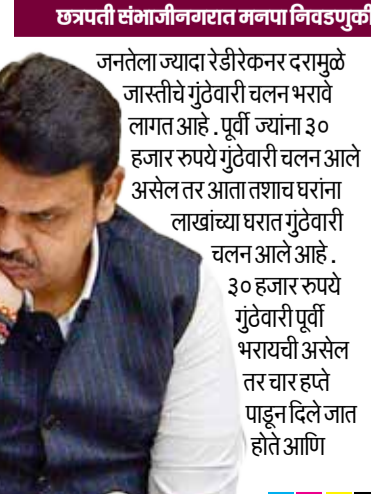 छत्रपती संभाजीनगरात मनपा निवडणुकी
जनतेला ज्यादा रेडीरेकनर दरामुळे
जास्तीचे गुंठेवारी चलन भरावे
लागत आहे . पूर्वी ज्यांना ३०
हजार रुपये गुंठेवारी चलन आले
असेल तर आता तशाच घरांना
लाखांच्या घरात गुंठेवारी
चलन आले आहे .
३० हजार रुपये
गुंठेवारी पूर्वी
भरायची असेल
तर चार हप्ते
पाडून दिले जात
होते आणि